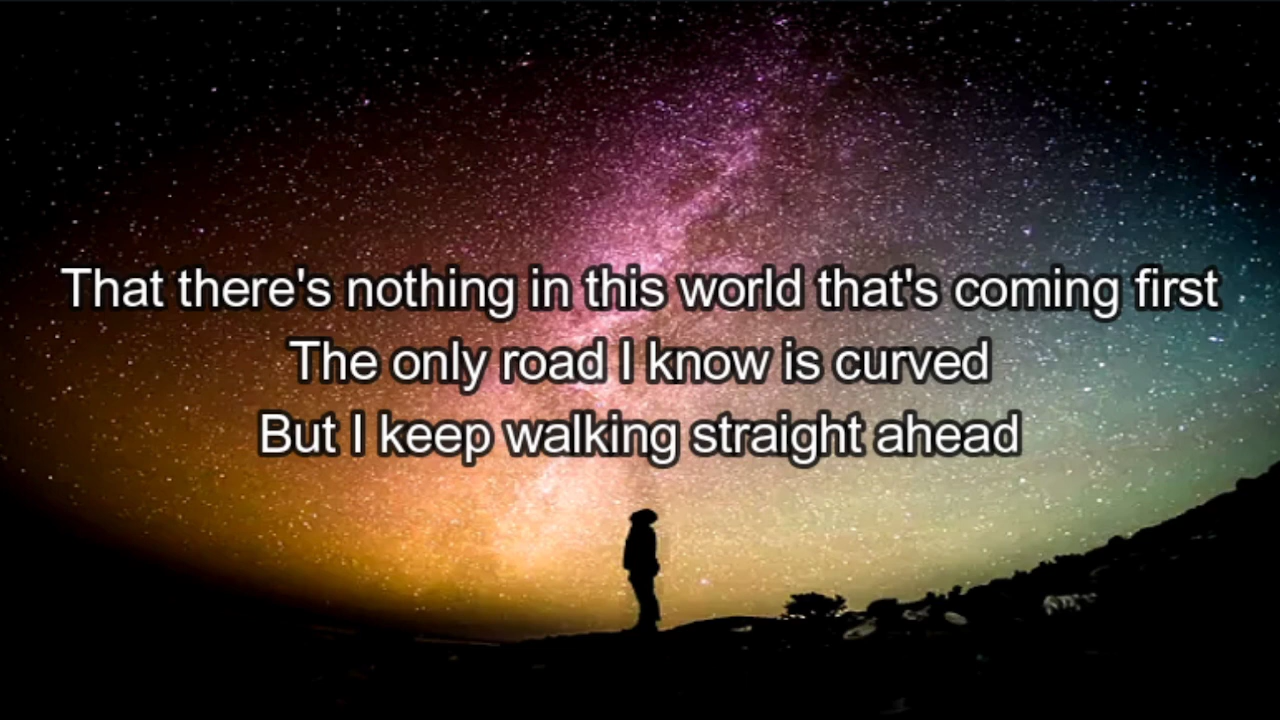 That there's nothing in this world that's coming first
The only road I know is curved
But I keep walking straight ahead